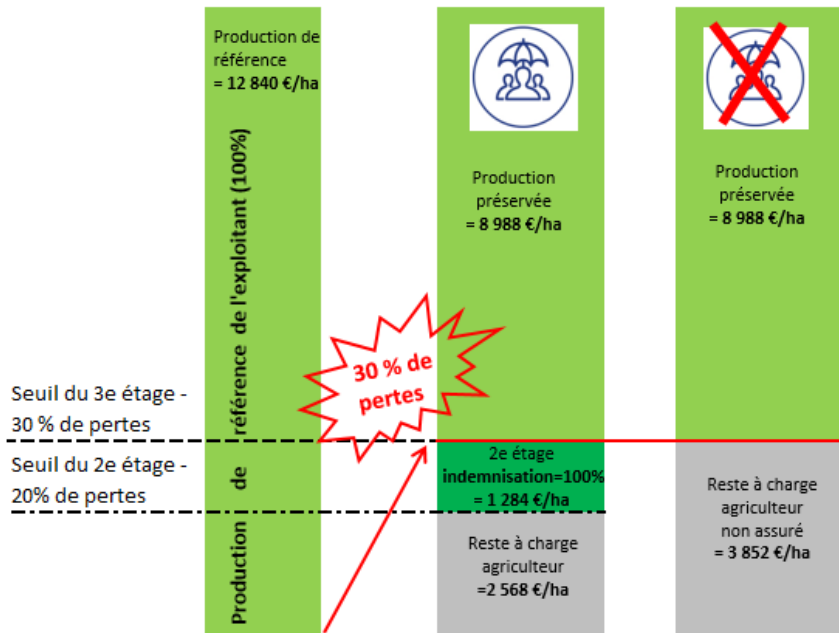 Production de
référence
= 12 840 €/ha
Production de référence de l'exploitant (100%)
Production
préservée
= 8 988 €/ha
Production
préservée
= 8 988 €/ha
30 % de
pertes
Seuil du 3e étage -
30 % de pertes
Seuil du 2e étage -
20% de pertes
2e étage
indemnisation=100%
= 1 284 €/ha
Reste à charge
agriculteur
=2 568 €/ha
Reste à charge
agriculteur
non assuré
= 3 852 €/ha